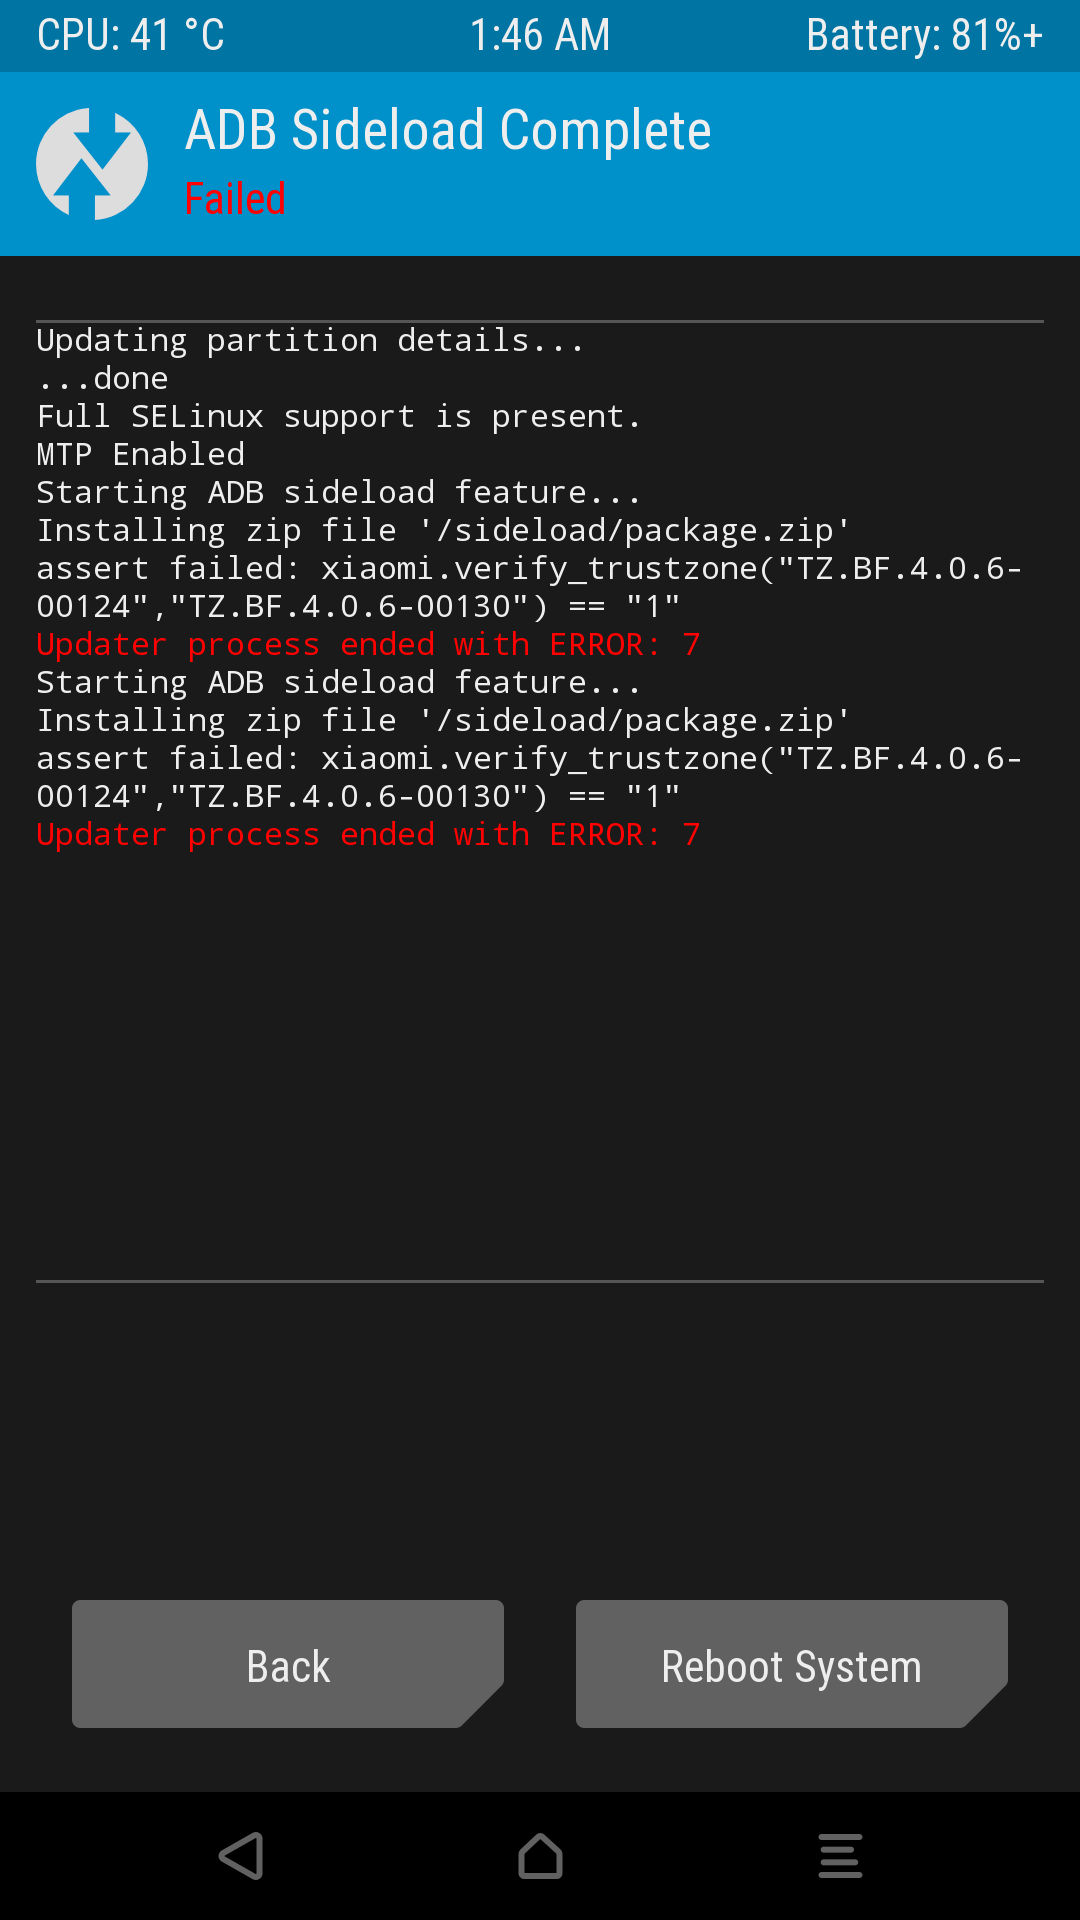 CPU: 41 °C 1:46 AM Battery: 81%+
ADB Sideload Complete
Failed
Updating partition details...
...done
Full SELinux support is present.
MTP Enabled
Starting ADB sideload feature...
Installing zip file '/sideload/package.zip'
assert failed: xiaomi.verify_trustzone("TZ.BF.4.0.6-
00124","TZ.BF.4.0.6-00130") == "1"
Updater process ended with ERROR: 7
Starting ADB sideload feature...
Installing zip file '/sideload/package.zip'
assert failed: xiaomi.verify_trustzone("TZ.BF.4.0.6-
00124","TZ.BF.4.0.6-00130") == "1"
Updater process ended with ERROR: 7
Back Reboot System